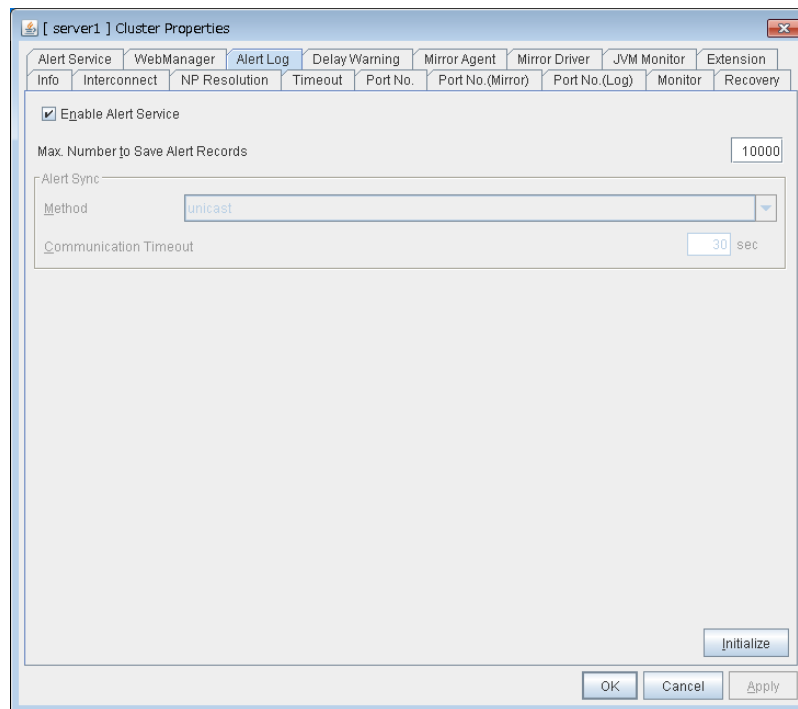 [ server1 ] Cluster Properties
Alert Service WebManager Alert Log Delay Warning Mirror Agent Mirror Driver JVM Monitor Extension
Info Interconnect NP Resolution Timeout Port No. Port No.(Mirror) Port No.(Log) Monitor Recovery
Enable Alert Service
Max. Number to Save Alert Records 10000
Alert Sync
Method unicast
Communication Timeout 30 sec
Initialize
OK Cancel Apply